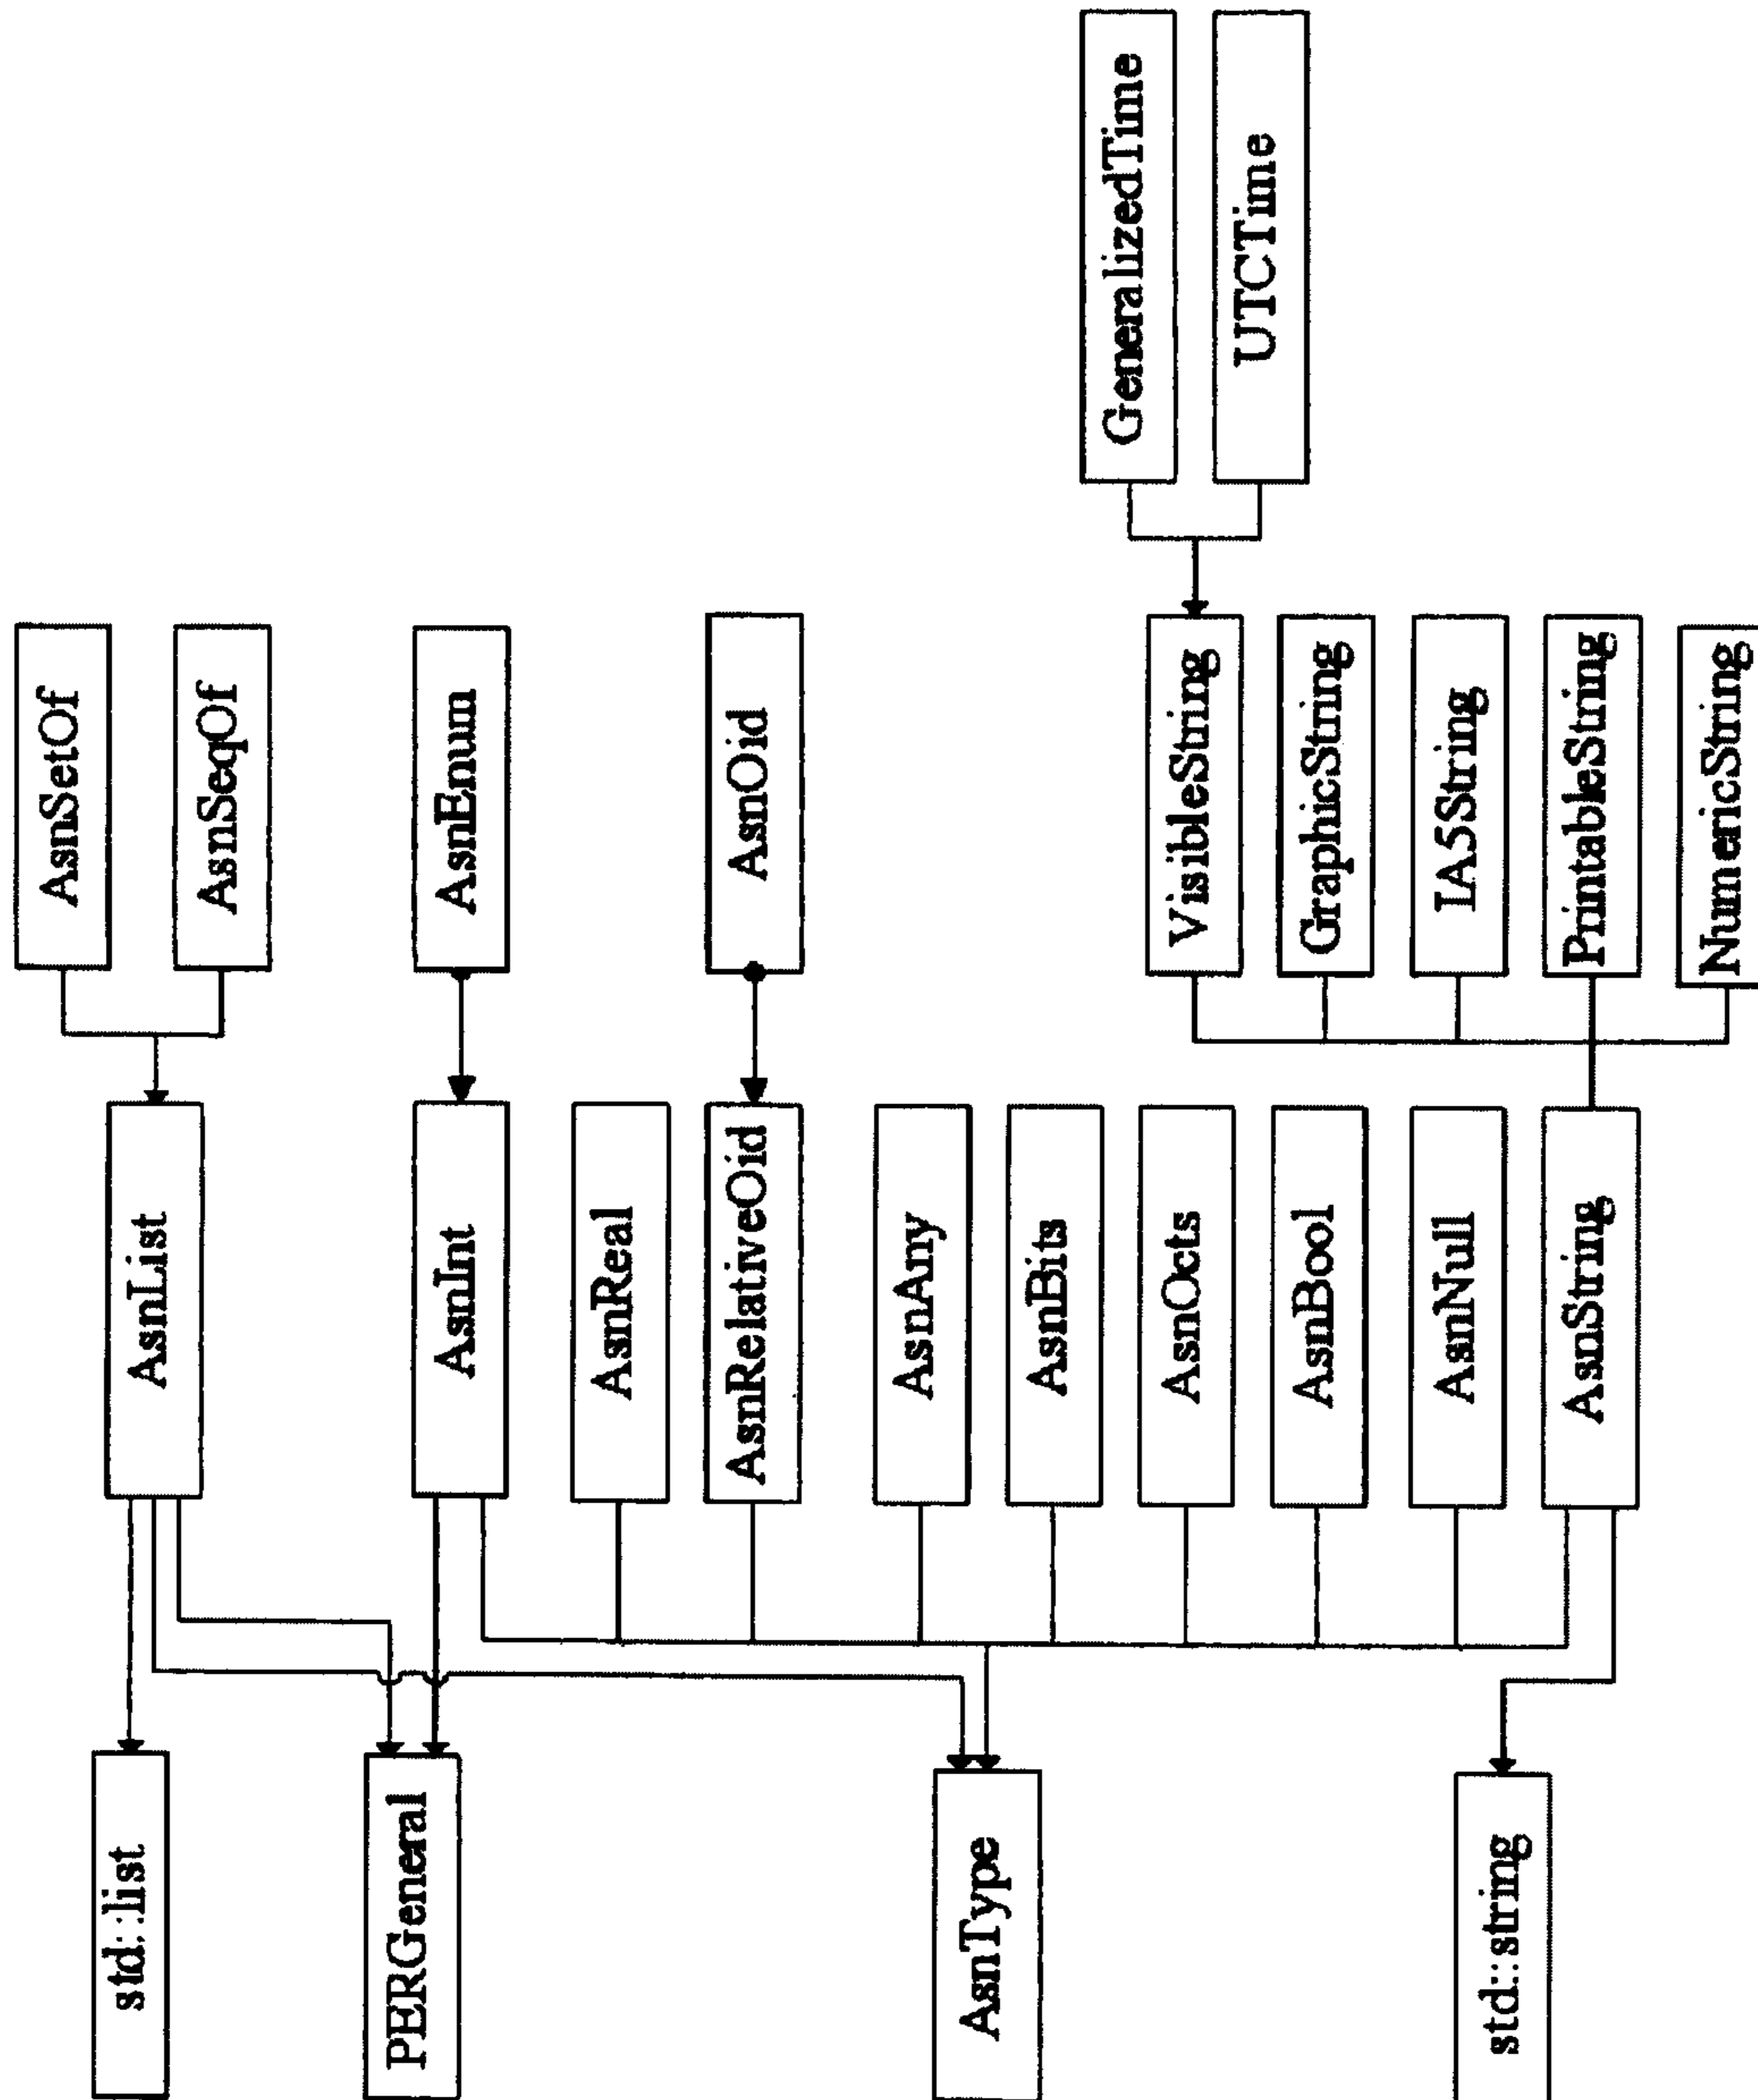 std::list
PERGeneral
AsnType
std::string
AsnList
AsnInt
AsnReal
AsnRelativeOid
AsnAny
AsnBits
AsnOcts
AsnBool
AsnNull
AsnString
AsnSetOf
AsnSeqOf
AsnEnum
AsnOid
VisibleString
GraphicString
IA5String
PrintableString
NumericString
GeneralizedTime
UTCTime